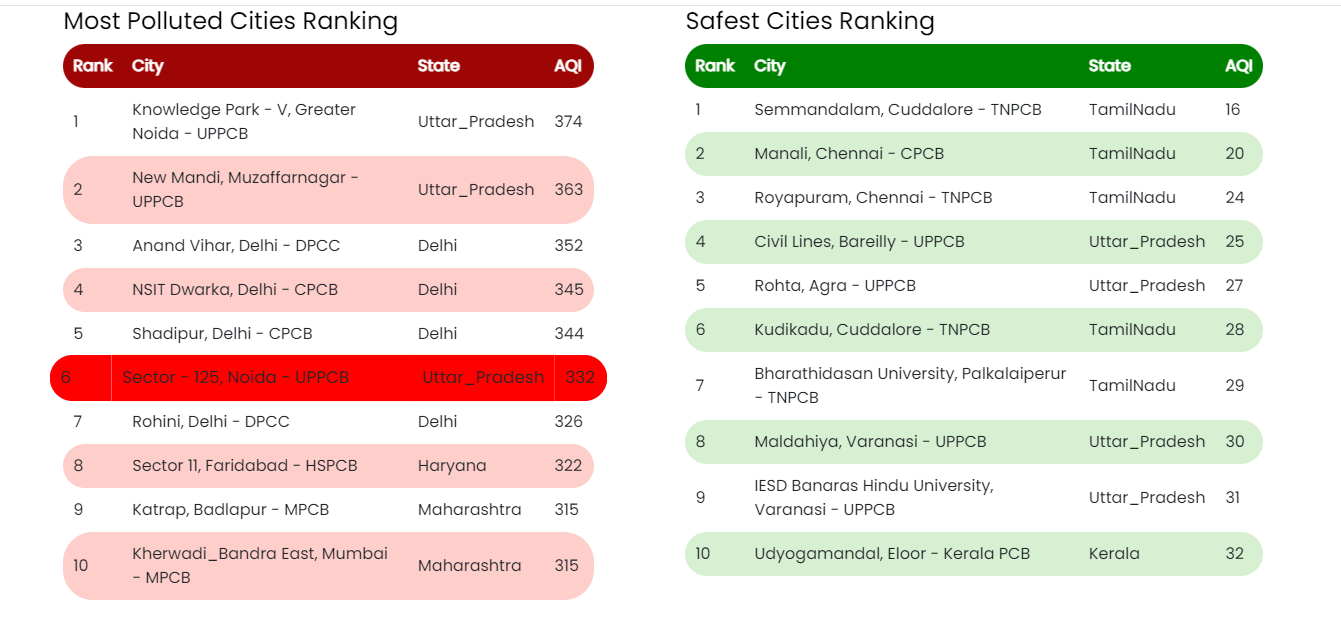 Most Polluted Cities Ranking
Rank City State AQI
1 Knowledge Park - V, Greater Noida - UPPCB Uttar_Pradesh 374
2 New Mandi, Muzaffarnagar - UPPCB Uttar_Pradesh 363
3 Anand Vihar, Delhi - DPCC Delhi 352
4 NSIT Dwarka, Delhi - CPCB Delhi 345
5 Shadipur, Delhi - CPCB Delhi 344
6 Sector - 125, Noida - UPPCB Uttar_Pradesh 332
7 Rohini, Delhi - DPCC Delhi 326
8 Sector 11, Faridabad - HSPCB Haryana 322
9 Katrap, Badlapur - MPCB Maharashtra 315
10 Kherwadi_Bandra East, Mumbai - MPCB Maharashtra 315
Safest Cities Ranking
Rank City State AQI
1 Semmandalam, Cuddalore - TNPCB TamilNadu 16
2 Manali, Chennai - CPCB TamilNadu 20
3 Royapuram, Chennai - TNPCB TamilNadu 24
4 Civil Lines, Bareilly - UPPCB Uttar_Pradesh 25
5 Rohta, Agra - UPPCB Uttar_Pradesh 27
6 Kudikadu, Cuddalore - TNPCB TamilNadu 28
7 Bharathidasan University, Palkalaiperur - TNPCB TamilNadu 29
8 Maldahiya, Varanasi - UPPCB Uttar_Pradesh 30
9 IESD Banaras Hindu University, Varanasi - UPPCB Uttar_Pradesh 31
10 Udyogamandal, Eloor - Kerala PCB Kerala 32